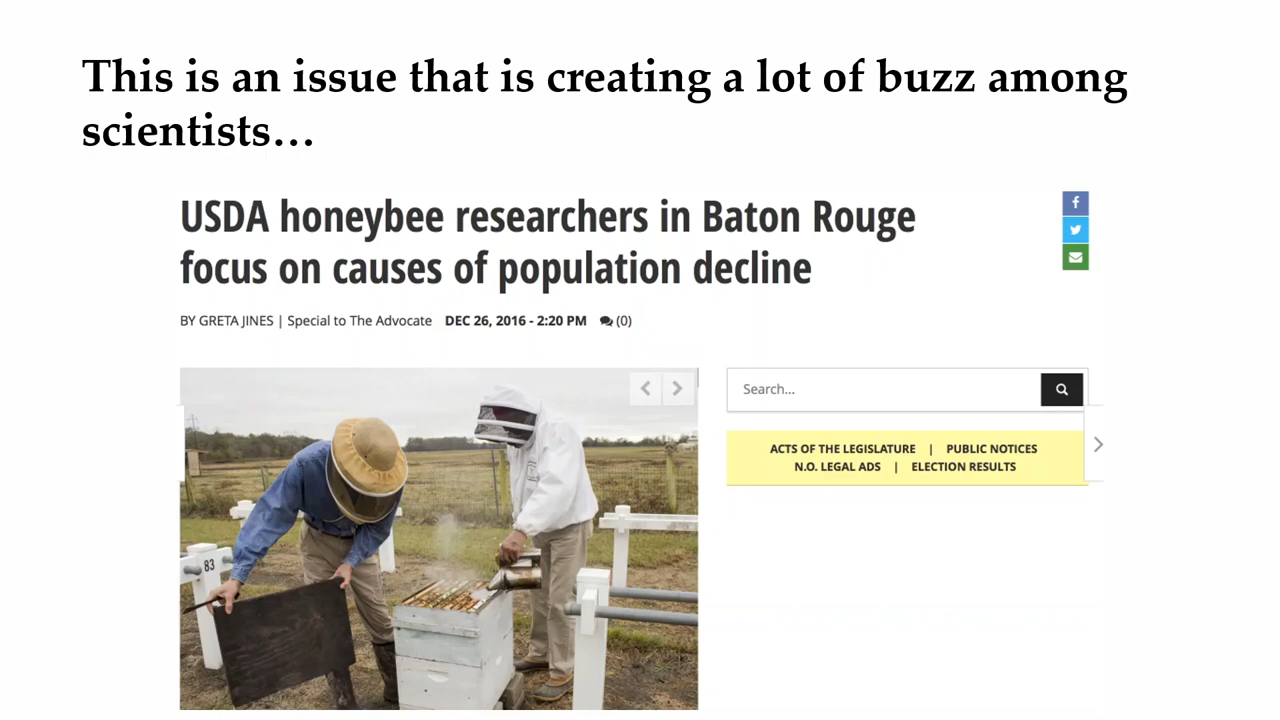 This is an issue that is creating a lot of buzz among
scientists…
USDA honeybee researchers in Baton Rouge
focus on causes of population decline
BY GRETA JINES | Special to The Advocate DEC 26, 2016 - 2:20 PM (0)
Search...
ACTS OF THE LEGISLATURE | PUBLIC NOTICES
N.O. LEGAL ADS | ELECTION RESULTS
83